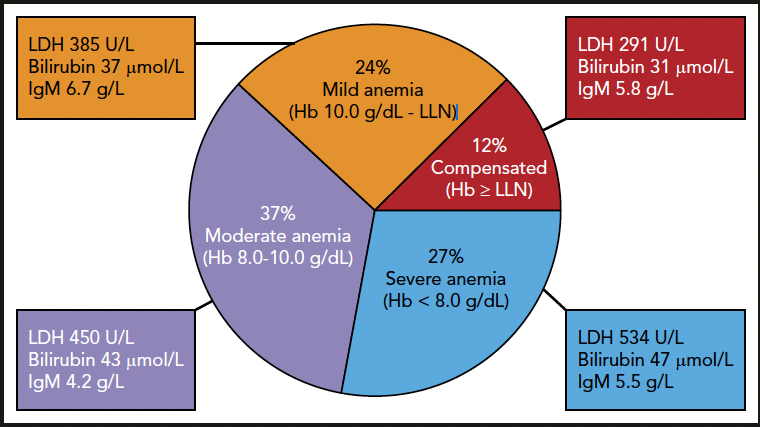 LDH 385 U/L
Bilirubin 37 μmol/L
IgM 6.7 g/L
LDH 291 U/L
Bilirubin 31 μmol/L
IgM 5.8 g/L
24%
Mild anemia
(Hb 10.0 g/dL - LLN)
12%
Compensated
(Hb ≥ LLN)
37%
Moderate anemia
(Hb 8.0-10.0 g/dL)
27%
Severe anemia
(Hb < 8.0 g/dL)
LDH 450 U/L
Bilirubin 43 μmol/L
IgM 4.2 g/L
LDH 534 U/L
Bilirubin 47 μmol/L
IgM 5.5 g/L